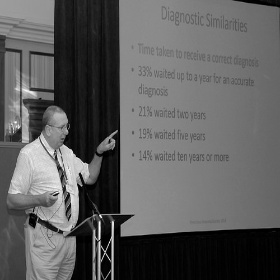 Diagnostic Similarities
• Time taken to receive a correct diagnosis
• 33% waited up to a year for an accurate
diagnosis
• 21% waited two years
• 19% waited five years
• 14% waited ten years or more